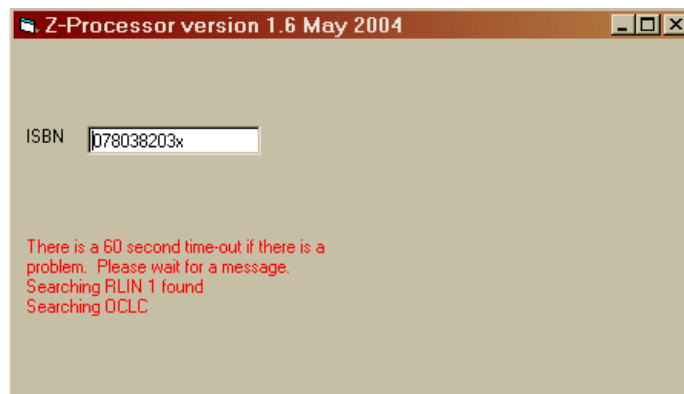 Z-Processor version 1.6 May 2004
ISBN 078038203x
There is a 60 second time-out if there is a
problem. Please wait for a message.
Searching RLIN 1 found
Searching OCLC